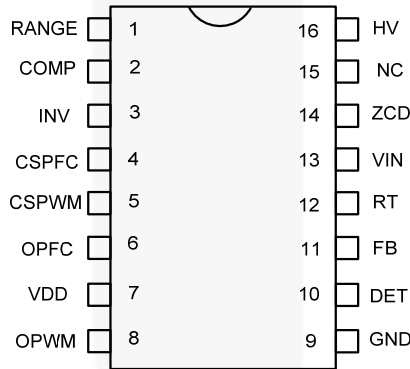 RANGE 1 16 HV
COMP 2 15 NC
INV 3 14 ZCD
CSPFC 4 13 VIN
CSPWM 5 12 RT
OPFC 6 11 FB
VDD 7 10 DET
OPWM 8 9 GND